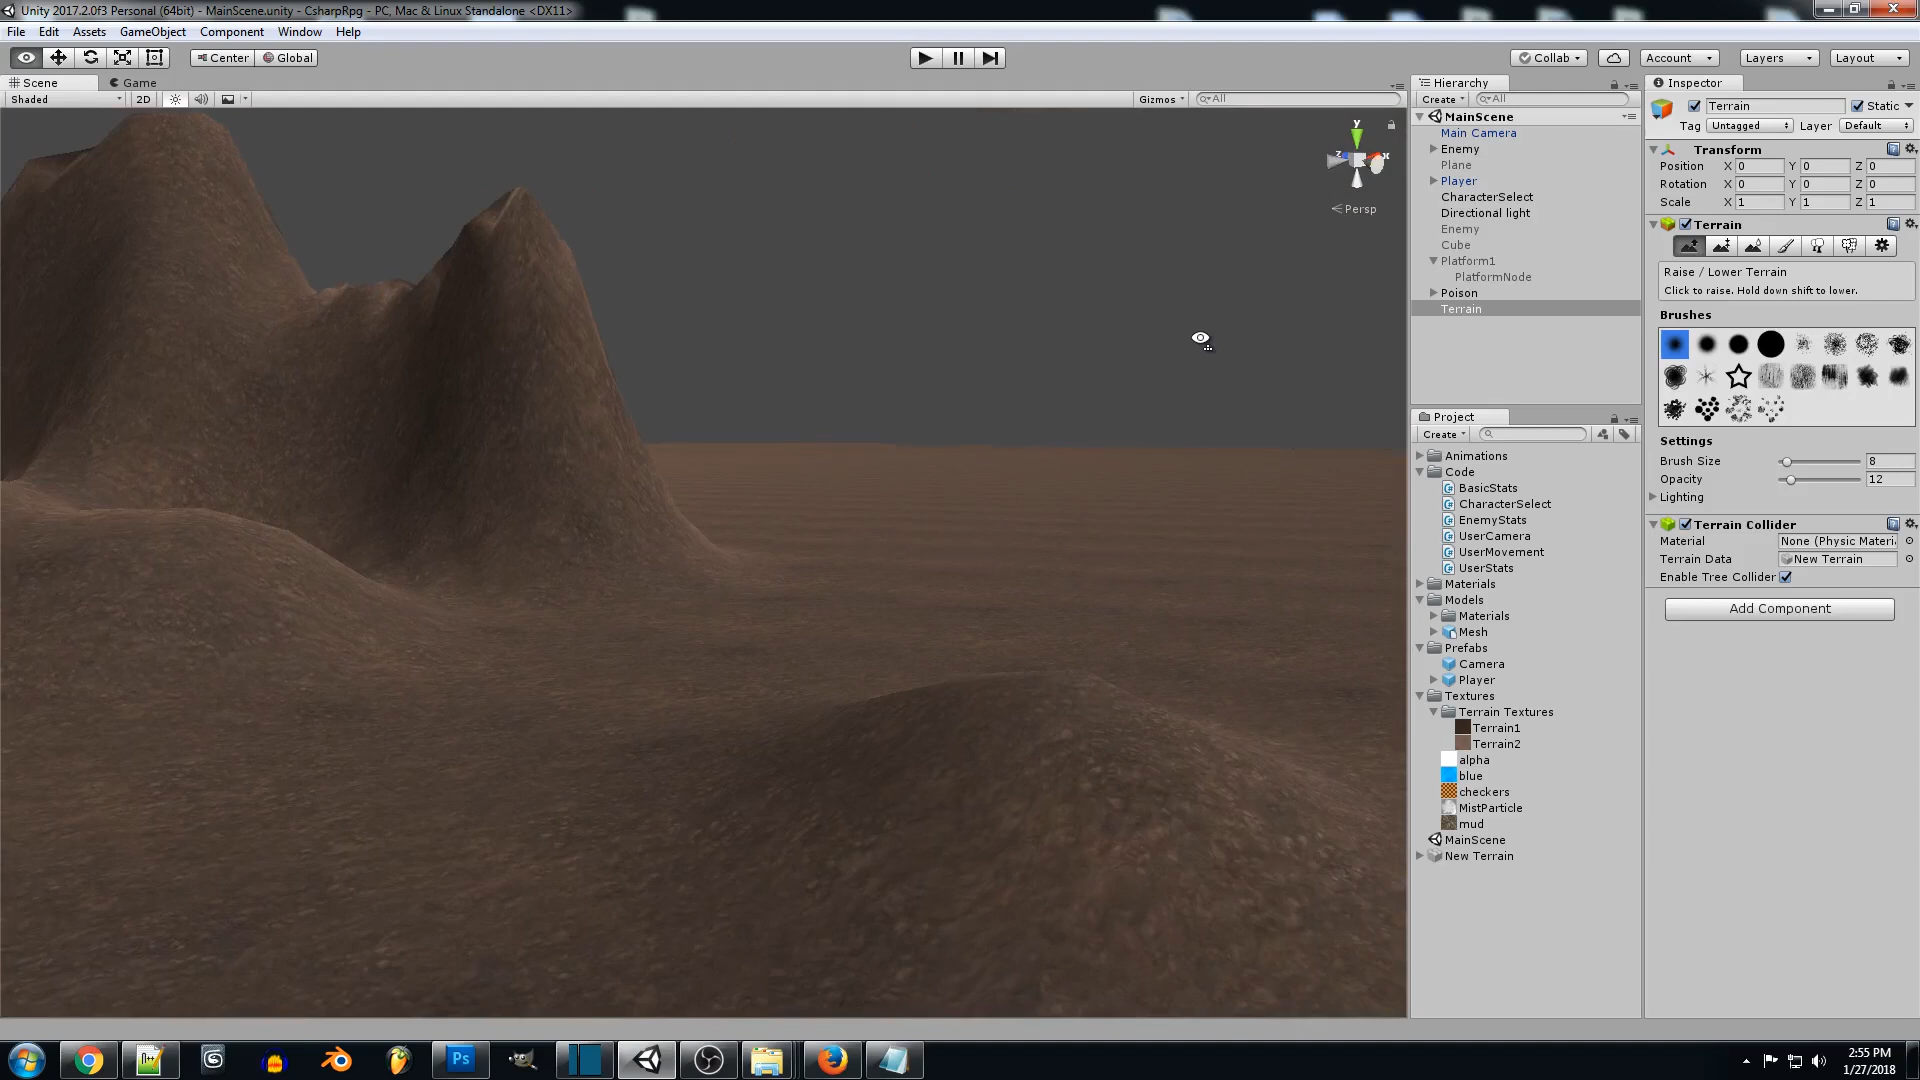 Unity 2017.2.0f3 Personal (64bit) - MainScene.unity - CsharpRpg - PC, Mac & Linux Standalone <DX11>
File Edit Assets GameObject Component Window Help
Center Global Collab Account Layers Layout
Scene Game
Shaded 2D Gizmos All
y
z x
Persp
Hierarchy
Create All
MainScene
Main Camera
Enemy
Plane
Player
CharacterSelect
Directional light
Enemy
Cube
Platform1
PlatformNode
Poison
Terrain
Project
Create
Animations
Code
BasicStats
CharacterSelect
EnemyStats
UserCamera
UserMovement
UserStats
Materials
Models
Materials
Mesh
Prefabs
Camera
Player
Textures
Terrain Textures
Terrain1
Terrain2
alpha
blue
checkers
MistParticle
mud
MainScene
New Terrain
Inspector
Terrain Static
Tag Untagged Layer Default
Transform
Position X 0 Y 0 Z 0
Rotation X 0 Y 0 Z 0
Scale X 1 Y 1 Z 1
Terrain
Raise / Lower Terrain
Click to raise. Hold down shift to lower.
Brushes
Settings
Brush Size 8
Opacity 12
Lighting
Terrain Collider
Material None (Physic Materi
Terrain Data New Terrain
Enable Tree Collider
Add Component
Ps
2:55 PM
1/27/2018